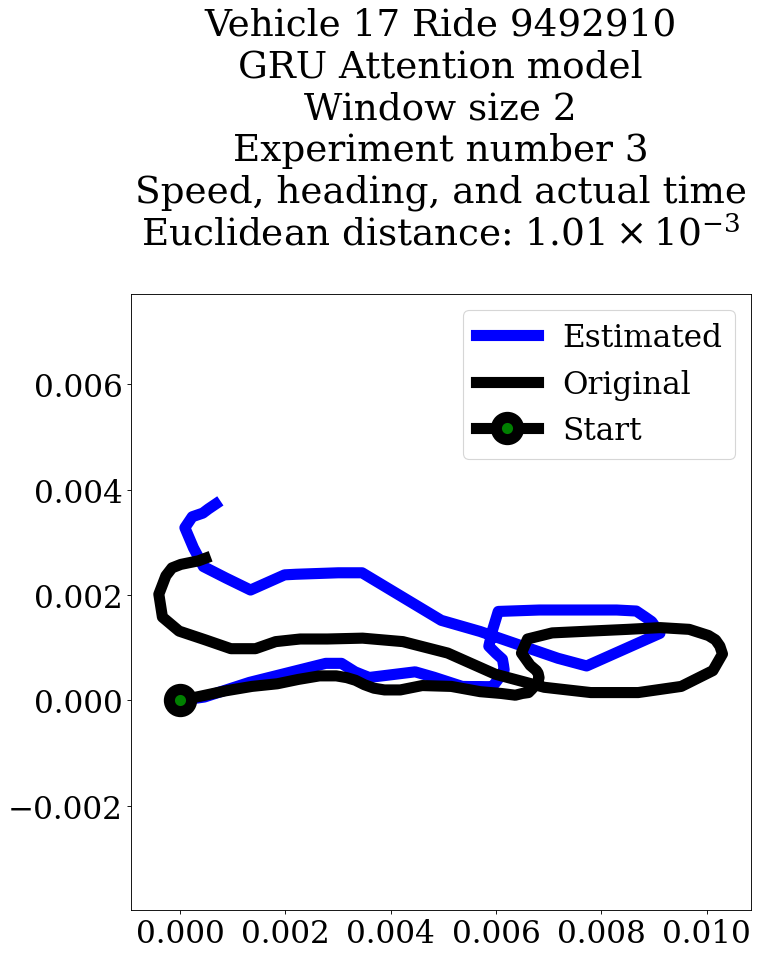 Vehicle 17 Ride 9492910
GRU Attention model
Window size 2
Experiment number 3
Speed, heading, and actual time
Euclidean distance: 1.01 × 10⁻³
Estimated
Original
Start
0.006
0.004
0.002
0.000
−0.002
0.000 0.002 0.004 0.006 0.008 0.010